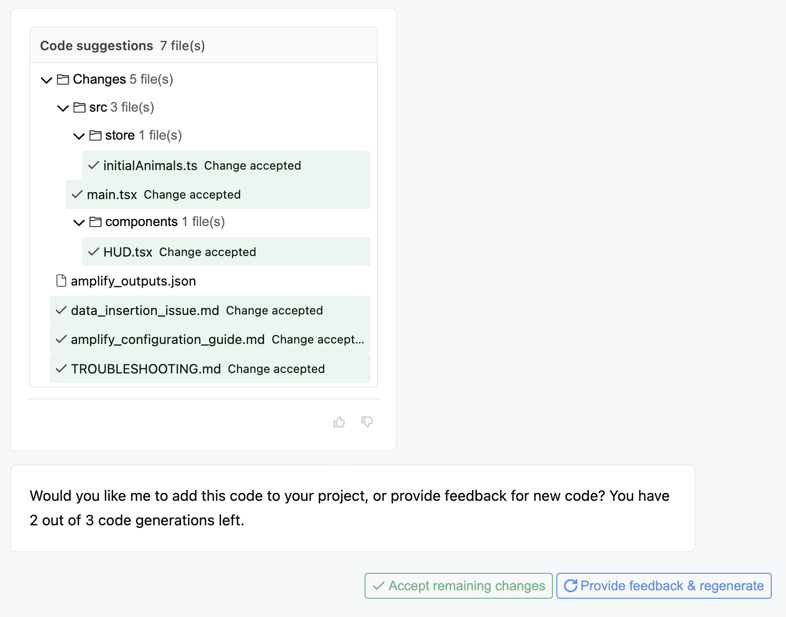 Code suggestions 7 file(s)
Changes 5 file(s)
src 3 file(s)
store 1 file(s)
initialAnimals.ts Change accepted
main.tsx Change accepted
components 1 file(s)
HUD.tsx Change accepted
amplify_outputs.json
data_insertion_issue.md Change accepted
amplify_configuration_guide.md Change accept...
TROUBLESHOOTING.md Change accepted
Would you like me to add this code to your project, or provide feedback for new code? You have
2 out of 3 code generations left.
Accept remaining changes Provide feedback & regenerate